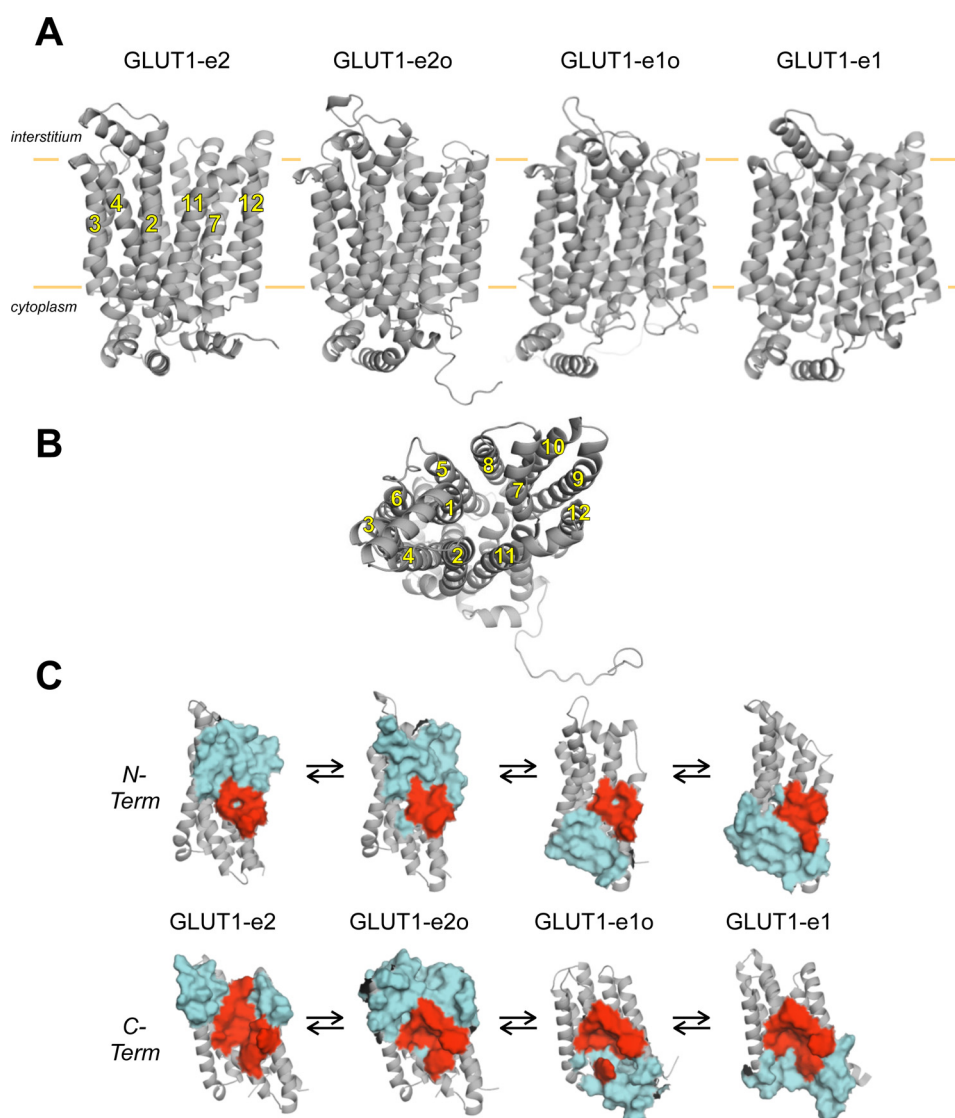 A
GLUT1-e2 GLUT1-e2o GLUT1-e1o GLUT1-e1
interstitium
4 11 12
3 2 7
cytoplasm
B
10
5 8
6 7 9
1
3 12
4 2 11
C
N-
Term
GLUT1-e2 GLUT1-e2o GLUT1-e1o GLUT1-e1
C-
Term